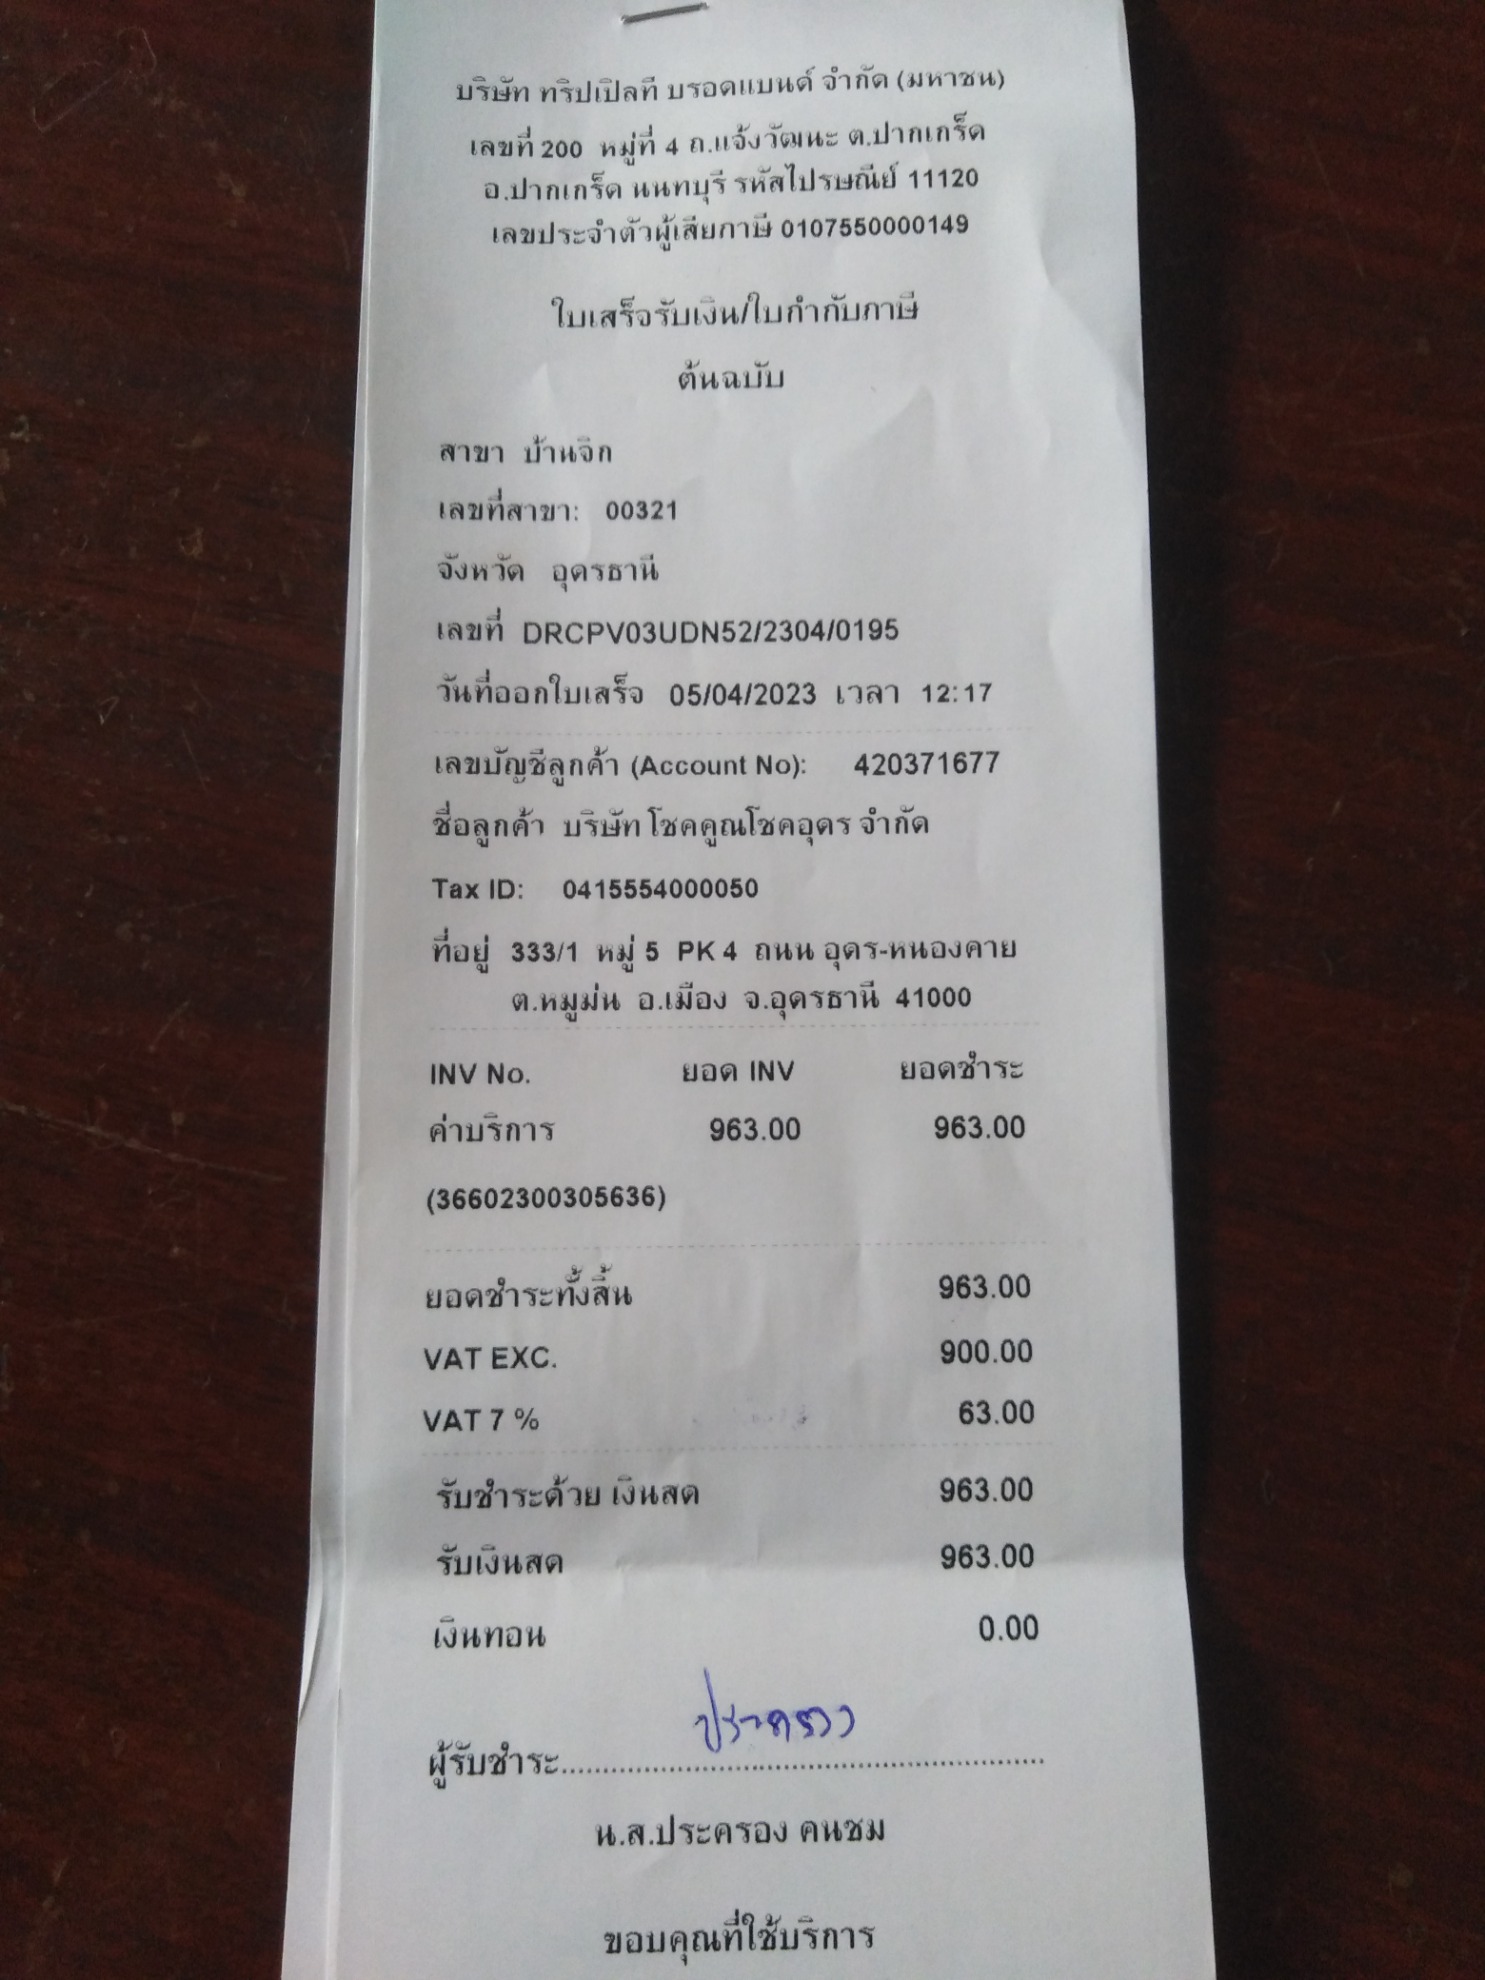 บริษัท ทริปเปิลที บรอดแบนด์ จำกัด (มหาชน)
เลขที่ 200 หมู่ที่ 4 ถ.แจ้งวัฒนะ ต.ปากเกร็ด
อ.ปากเกร็ด นนทบุรี รหัสไปรษณีย์ 11120
เลขประจำตัวผู้เสียภาษี 0107550000149
ใบเสร็จรับเงิน/ใบกำกับภาษี
ต้นฉบับ
สาขา บ้านจิก
เลขที่สาขา: 00321
จังหวัด อุดรธานี
เลขที่ DRCPV03UDN52/2304/0195
วันที่ออกใบเสร็จ 05/04/2023 เวลา 12:17
เลขบัญชีลูกค้า (Account No): 420371677
ชื่อลูกค้า บริษัท โชคคูณโชคอุดร จำกัด
Tax ID: 0415554000050
ที่อยู่ 333/1 หมู่ 5 PK 4 ถนน อุดร-หนองคาย
ต.หมูม่น อ.เมือง จ.อุดรธานี 41000
INV No. ยอด INV ยอดชำระ
ค่าบริการ 963.00 963.00
(36602300305636)
ยอดชำระทั้งสิ้น 963.00
VAT EXC. 900.00
VAT 7 % 63.00
รับชำระด้วย เงินสด 963.00
รับเงินสด 963.00
เงินทอน 0.00
ประครอง
ผู้รับชำระ............................................................
น.ส.ประครอง คนชม
ขอบคุณที่ใช้บริการ